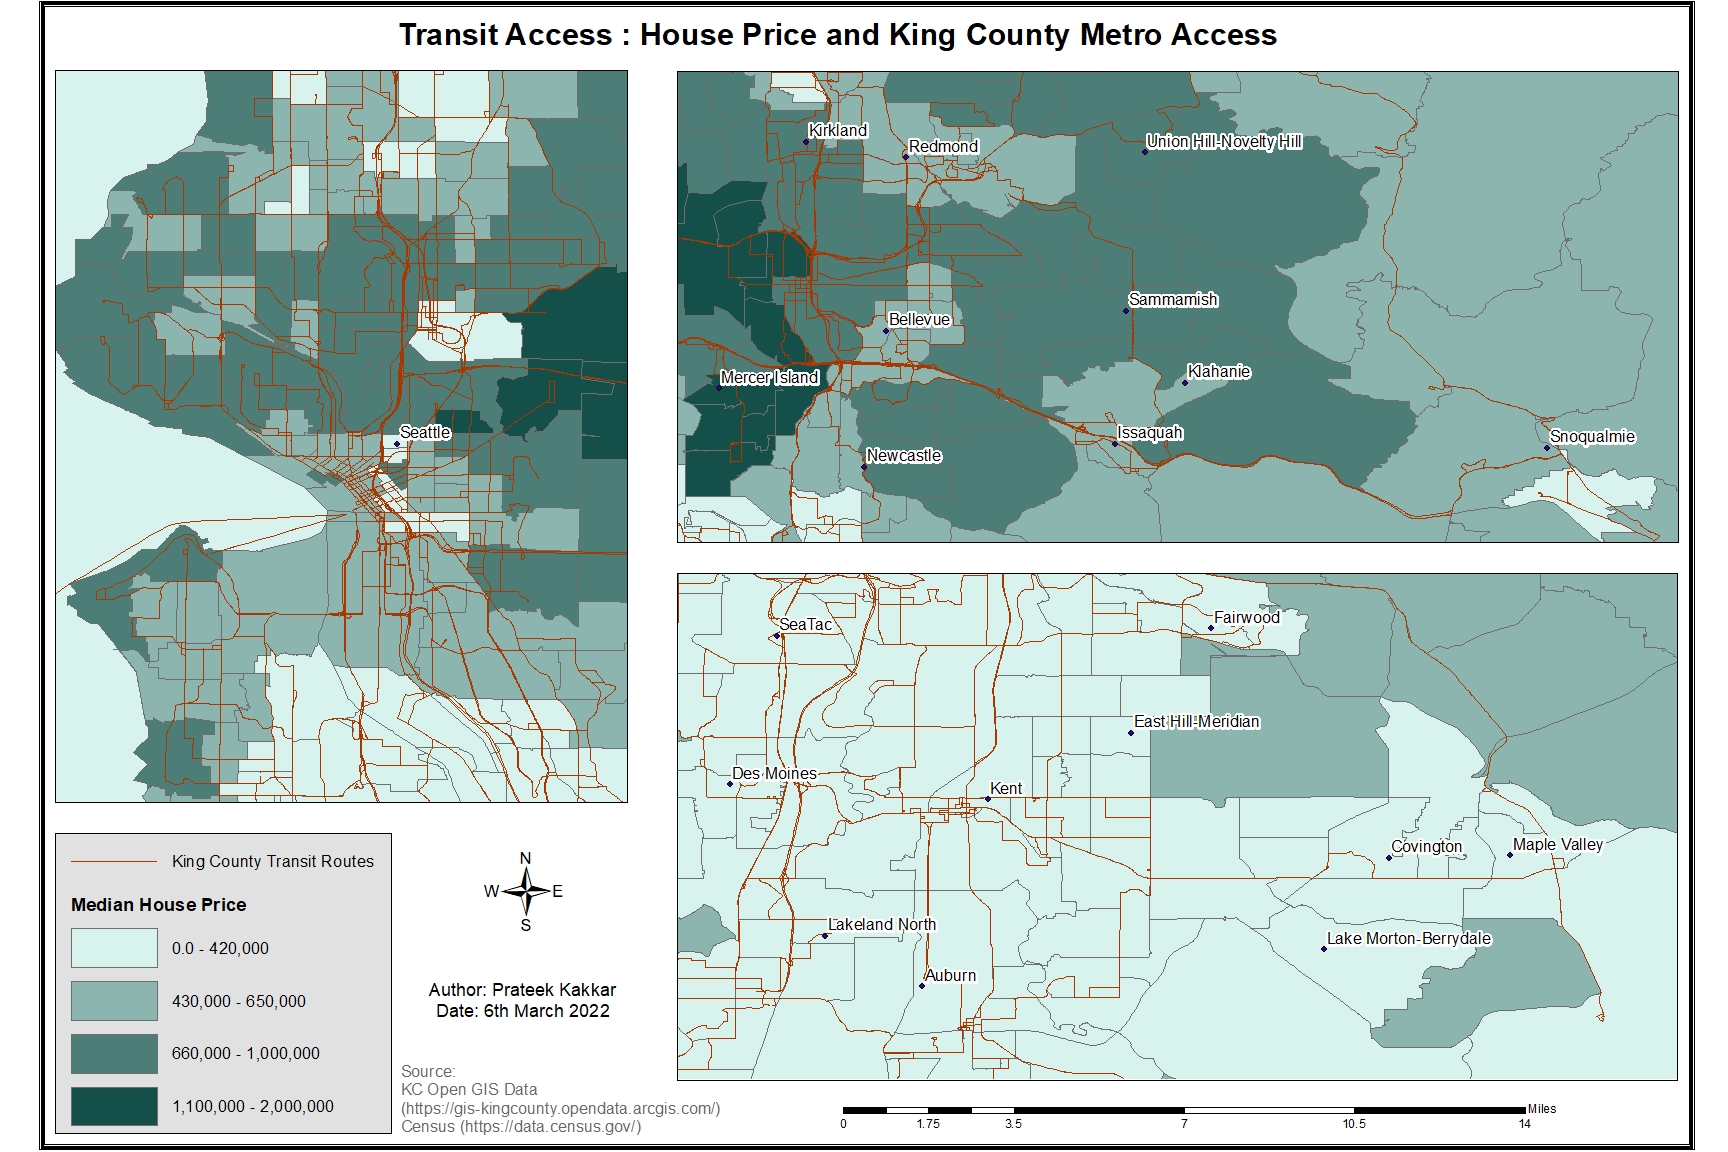 Transit Access : House Price and King County Metro Access
Seattle
Kirkland
Redmond
Union Hill-Novelty Hill
Sammamish
Bellevue
Mercer Island
Klahanie
Issaquah
Snoqualmie
Newcastle
SeaTac
Fairwood
East Hill-Meridian
Des Moines
Kent
Covington
Maple Valley
Lakeland North
Lake Morton-Berrydale
Auburn
King County Transit Routes
Median House Price
0.0 - 420,000
430,000 - 650,000
660,000 - 1,000,000
1,100,000 - 2,000,000
N
W E
S
Author: Prateek Kakkar
Date: 6th March 2022
Source:
KC Open GIS Data
(https://gis-kingcounty.opendata.arcgis.com/)
Census (https://data.census.gov/)
Miles
0 1.75 3.5 7 10.5 14